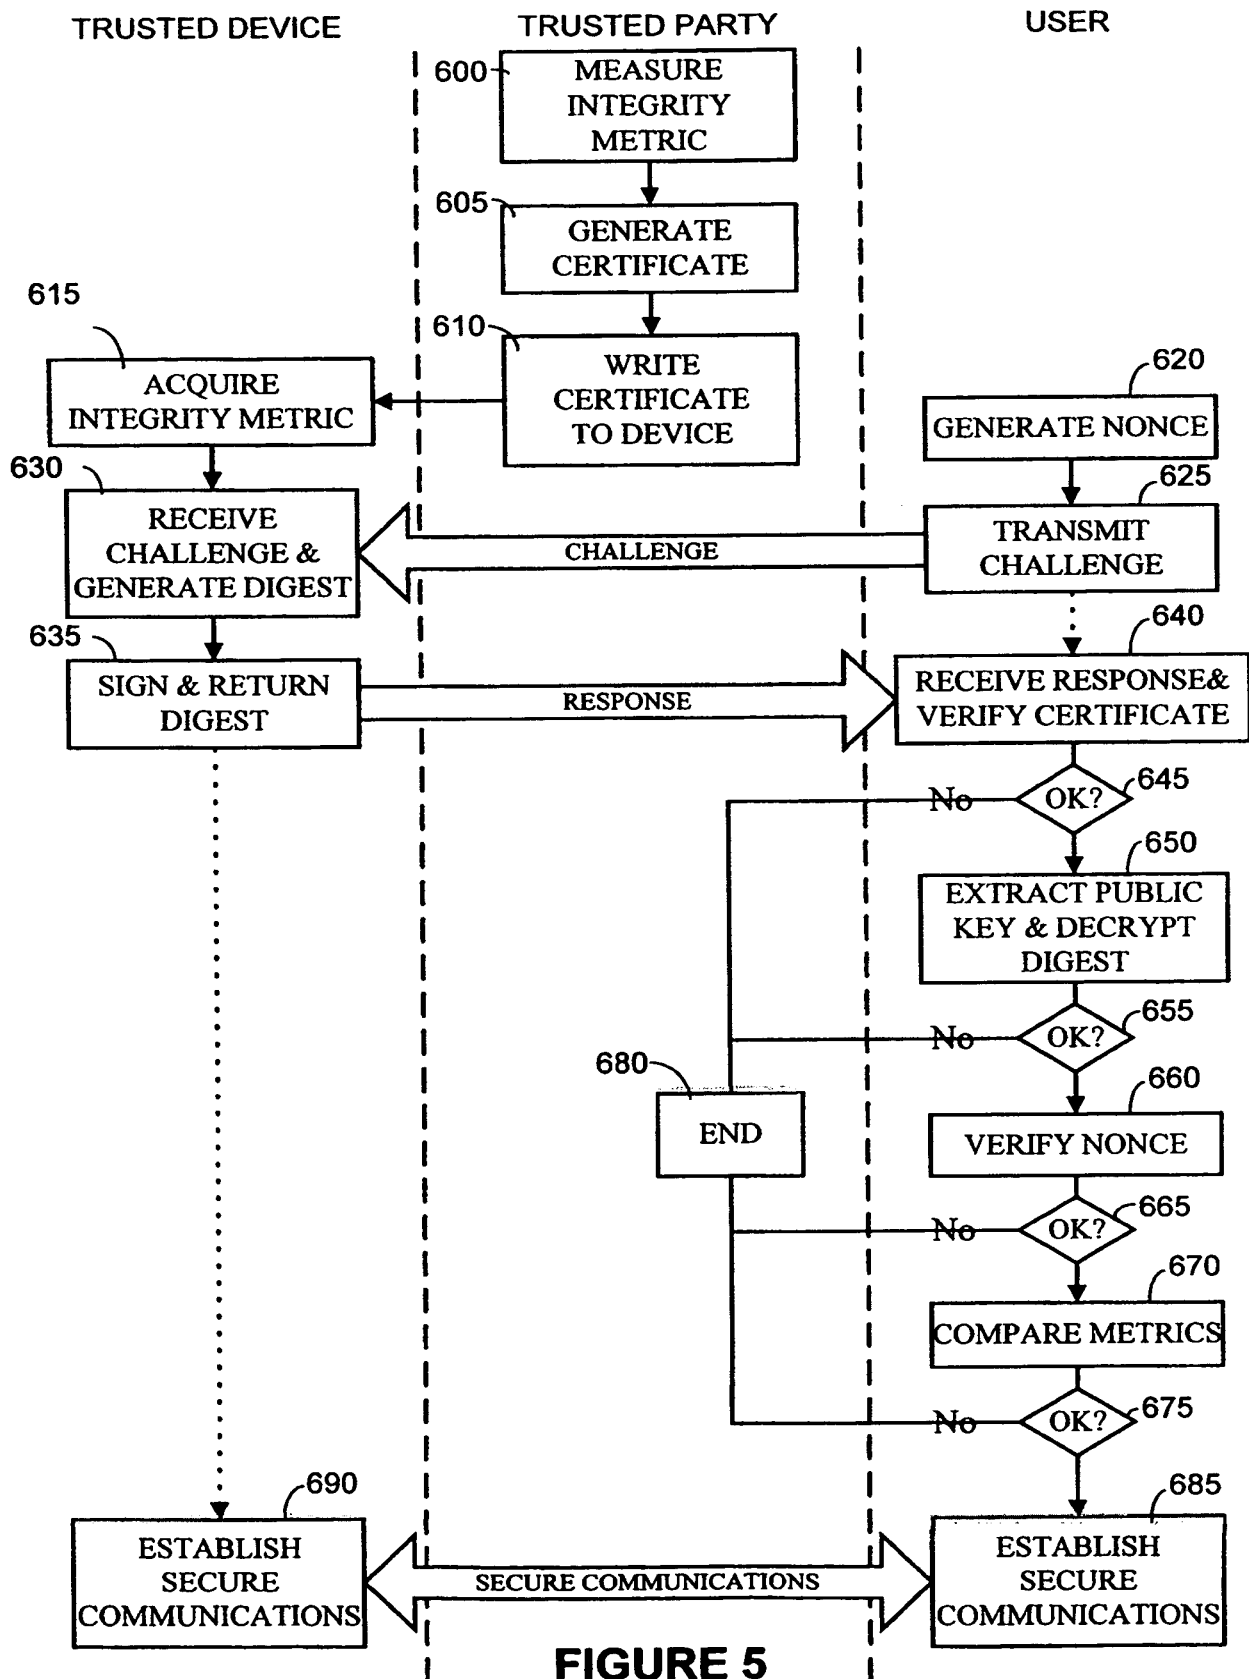 TRUSTED DEVICE
TRUSTED PARTY
USER
600
MEASURE
INTEGRITY
METRIC
605
GENERATE
CERTIFICATE
610
WRITE
CERTIFICATE
TO DEVICE
615
ACQUIRE
INTEGRITY METRIC
620
GENERATE NONCE
625
TRANSMIT
CHALLENGE
CHALLENGE
630
RECEIVE
CHALLENGE &
GENERATE DIGEST
635
SIGN & RETURN
DIGEST
RESPONSE
640
RECEIVE RESPONSE&
VERIFY CERTIFICATE
645
OK?
No
650
EXTRACT PUBLIC
KEY & DECRYPT
DIGEST
655
OK?
No
680
END
660
VERIFY NONCE
665
OK?
No
670
COMPARE METRICS
675
OK?
No
690
ESTABLISH
SECURE
COMMUNICATIONS
SECURE COMMUNICATIONS
685
ESTABLISH
SECURE
COMMUNICATIONS
FIGURE 5